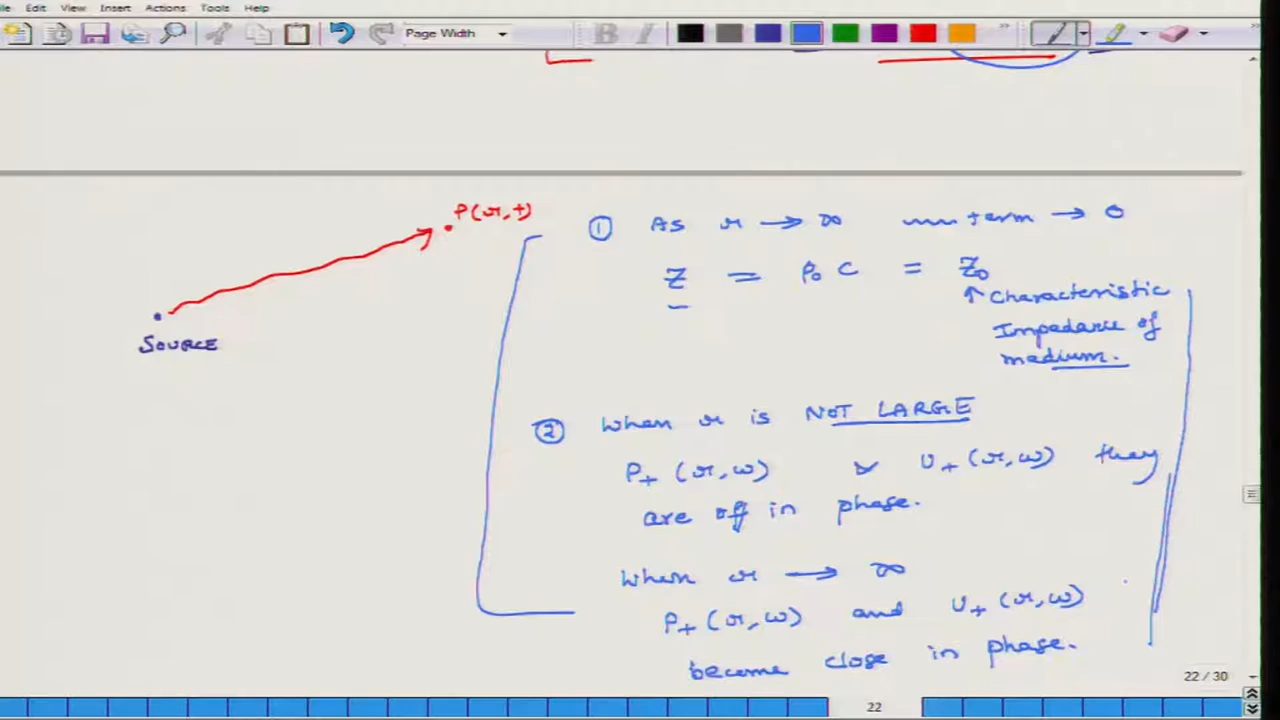 File Edit View Insert Actions Tools Help
Page Width
P(r,t)
SOURCE
① As r → ∞ term → 0
Z = ρ₀ C = Z₀
↑ Characteristic
Impedance of
medium.
② When r is NOT LARGE
P₊ (r, ω) & U₊ (r, ω) they
are off in phase.
When r → ∞
P₊ (r, ω) and U₊ (r, ω)
become close in phase.
22 / 30
22